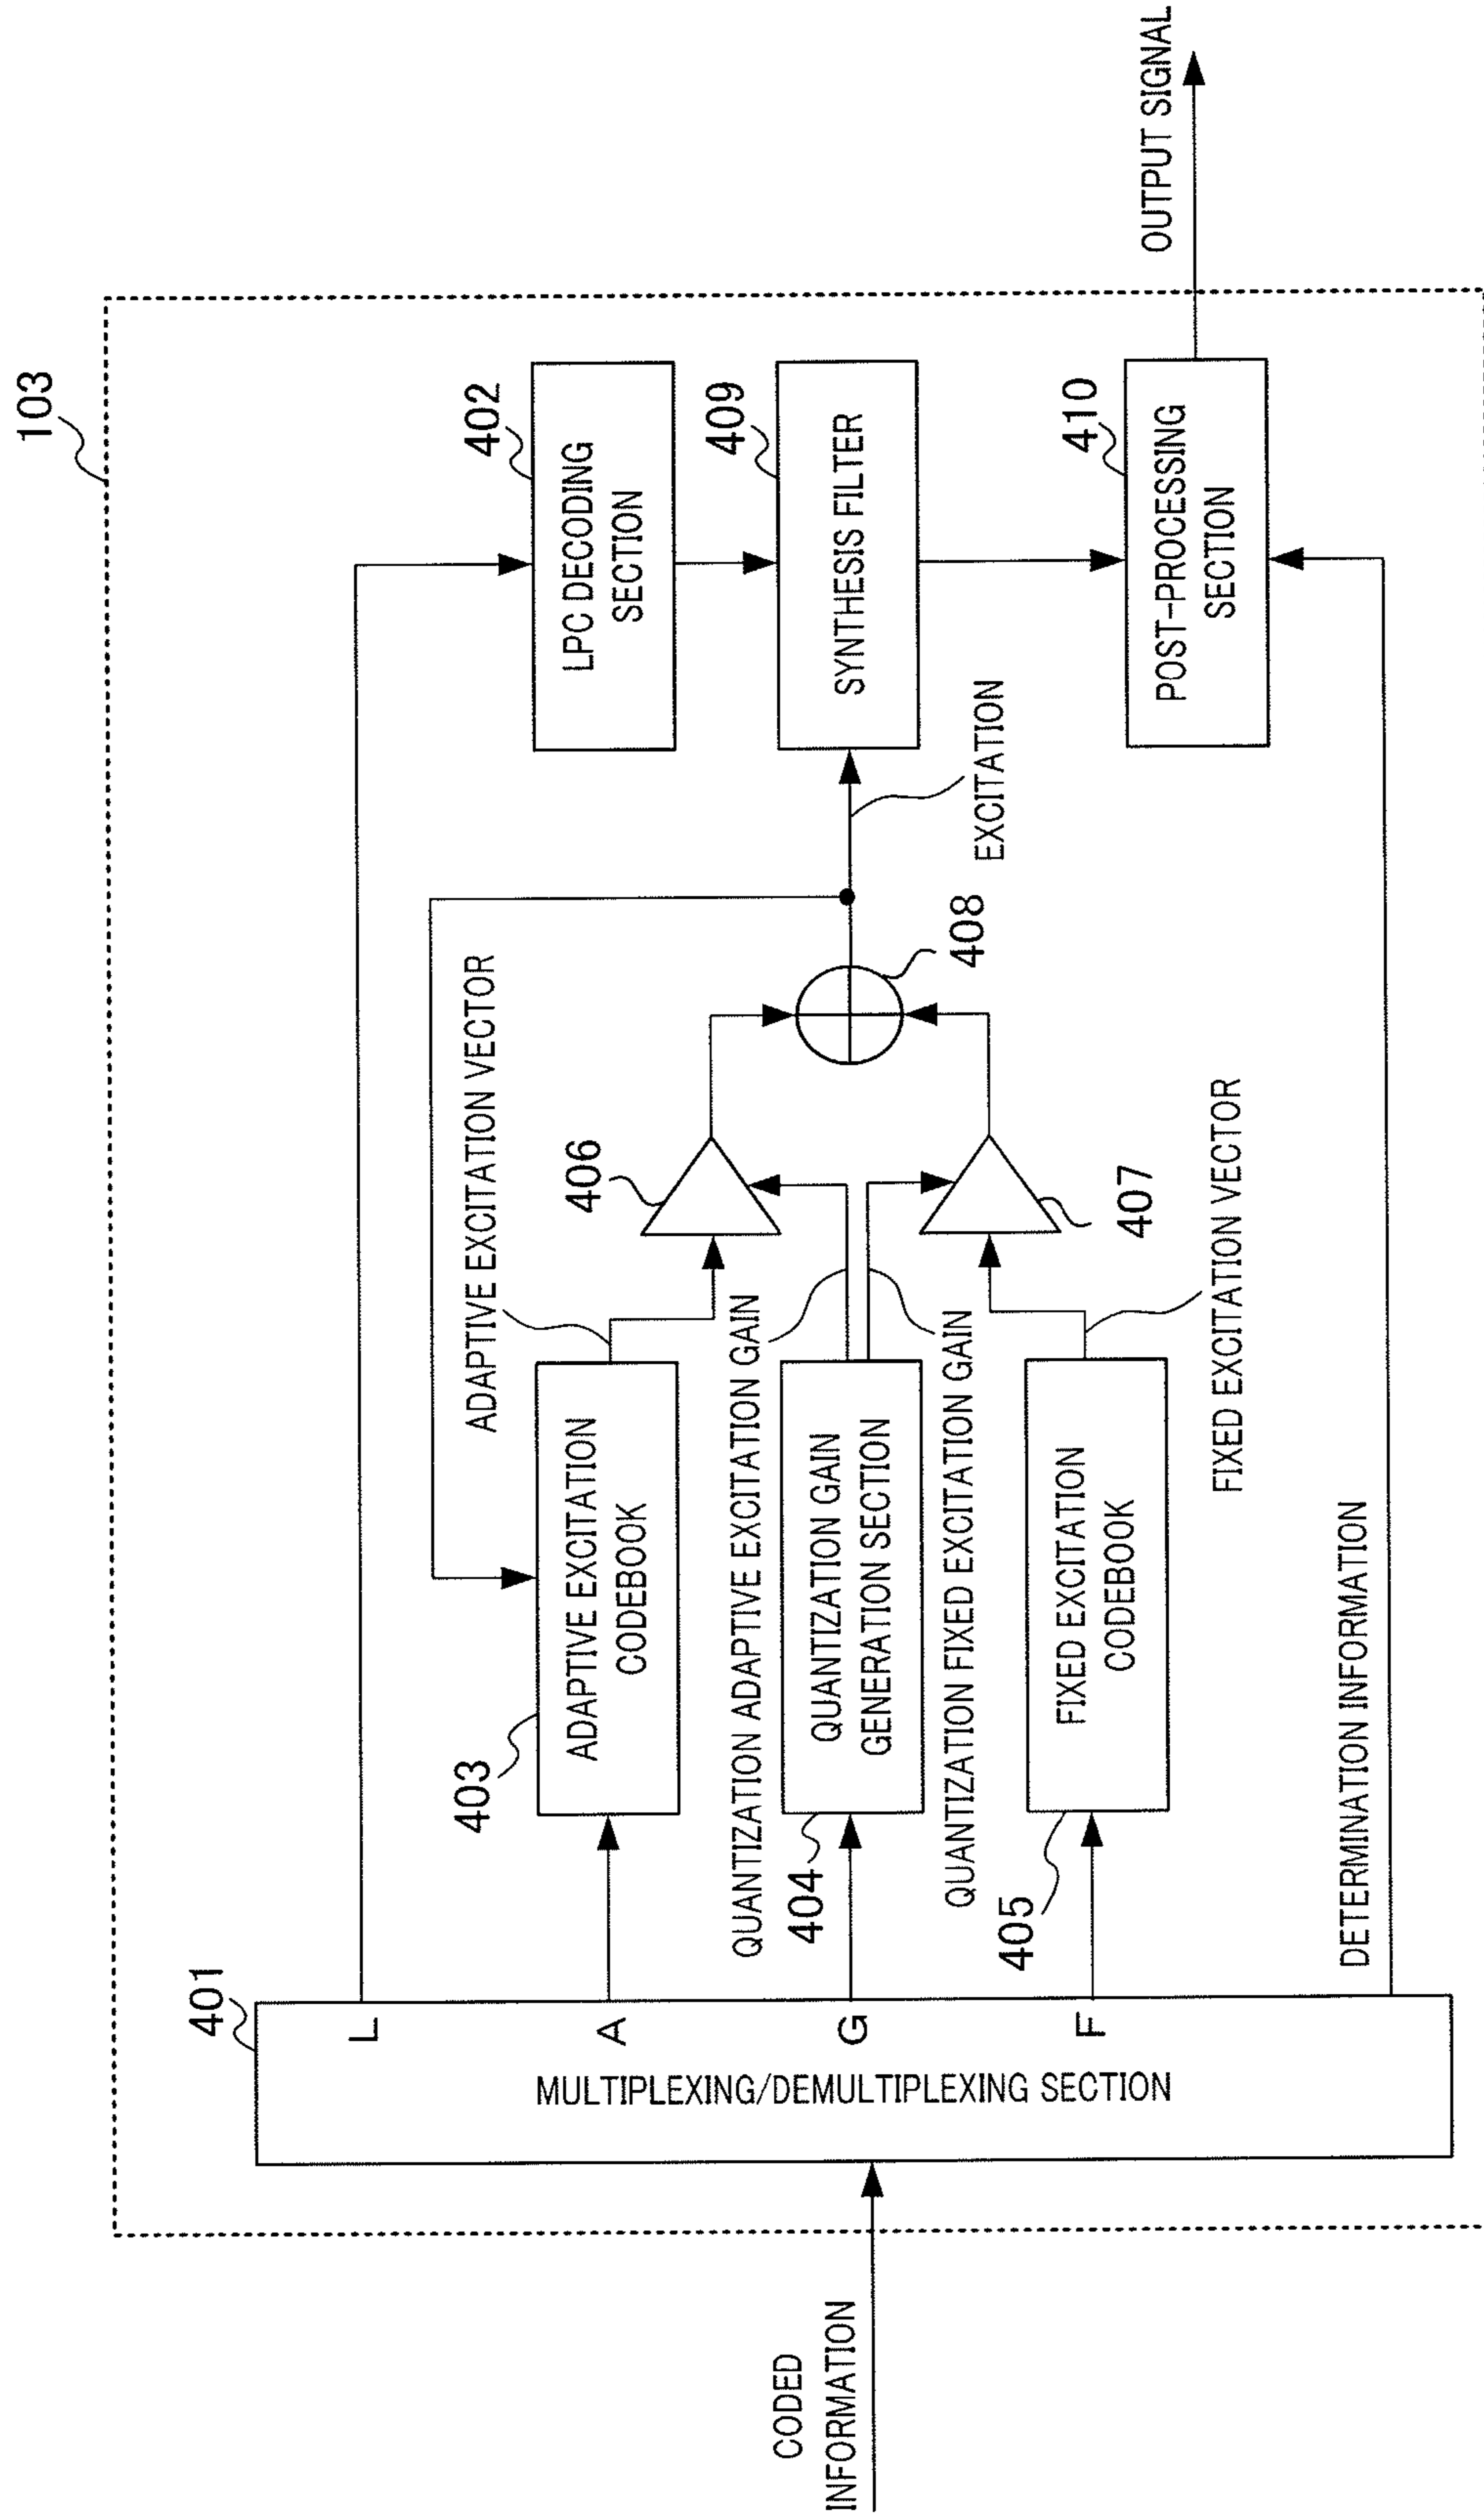 103
401
MULTIPLEXING/DEMULTIPLEXING SECTION
L
A
G
F
CODED
INFORMATION
403
ADAPTIVE EXCITATION
CODEBOOK
ADAPTIVE EXCITATION VECTOR
QUANTIZATION ADAPTIVE EXCITATION GAIN
404
QUANTIZATION GAIN
GENERATION SECTION
QUANTIZATION FIXED EXCITATION GAIN
405
FIXED EXCITATION
CODEBOOK
FIXED EXCITATION VECTOR
DETERMINATION INFORMATION
406
407
408
EXCITATION
402
LPC DECODING
SECTION
409
SYNTHESIS FILTER
410
POST-PROCESSING
SECTION
OUTPUT SIGNAL